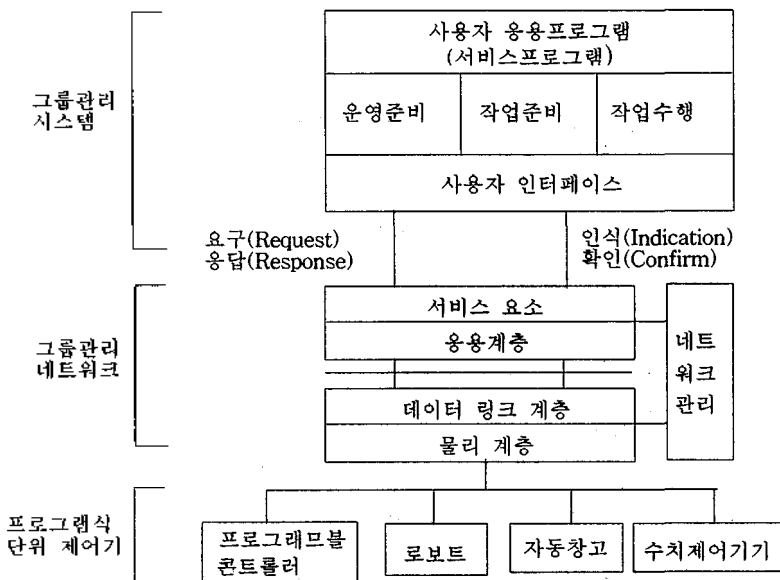 사용자 응용프로그램
(서비스프로그램)
그룹관리
시스템
운영준비
작업준비
작업수행
사용자 인터페이스
요구(Request)
응답(Response)
인식(Indication)
확인(Confirm)
그룹관리
네트워크
서비스 요소
응용계층
데이터 링크 계층
물리 계층
네트
워크
관리
프로그램식
단위 제어기
프로그래므블
콘트롤러
로보트
자동창고
수치제어기기